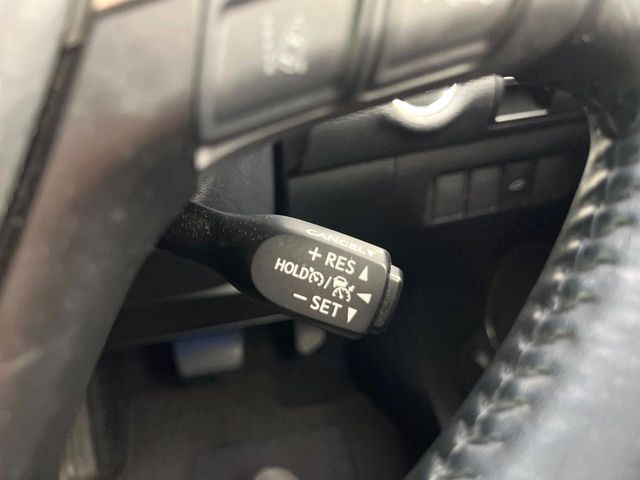 CANCEL
+ RES
HOLD /
− SET